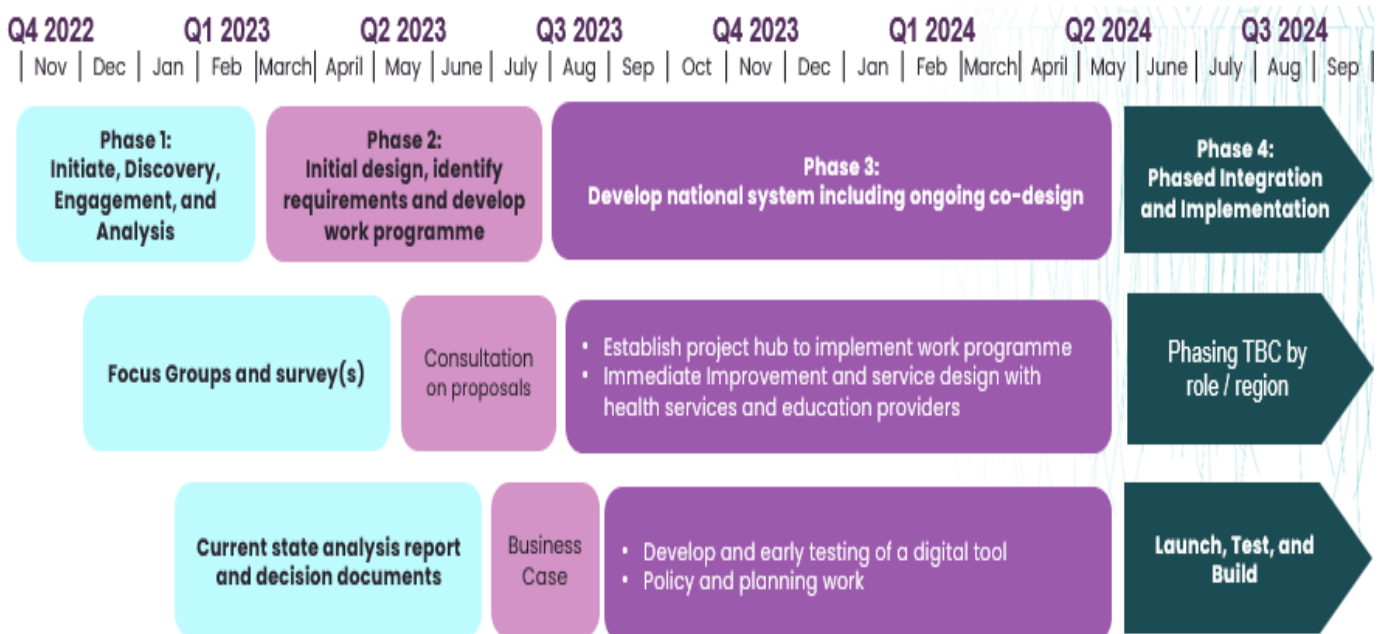 Q4 2022 Q1 2023 Q2 2023 Q3 2023 Q4 2023 Q1 2024 Q2 2024 Q3 2024
Nov Dec Jan Feb March April May June July Aug Sep Oct Nov Dec Jan Feb March April May June July Aug Sep
Phase 1:
Initiate, Discovery,
Engagement, and
Analysis
Phase 2:
Initial design, identify
requirements and develop
work programme
Phase 3:
Develop national system including ongoing co-design
Phase 4:
Phased Integration
and Implementation
Focus Groups and survey(s)
Consultation
on proposals
• Establish project hub to implement work programme
• Immediate Improvement and service design with
health services and education providers
Phasing TBC by
role / region
Current state analysis report
and decision documents
Business
Case
• Develop and early testing of a digital tool
• Policy and planning work
Launch, Test, and
Build